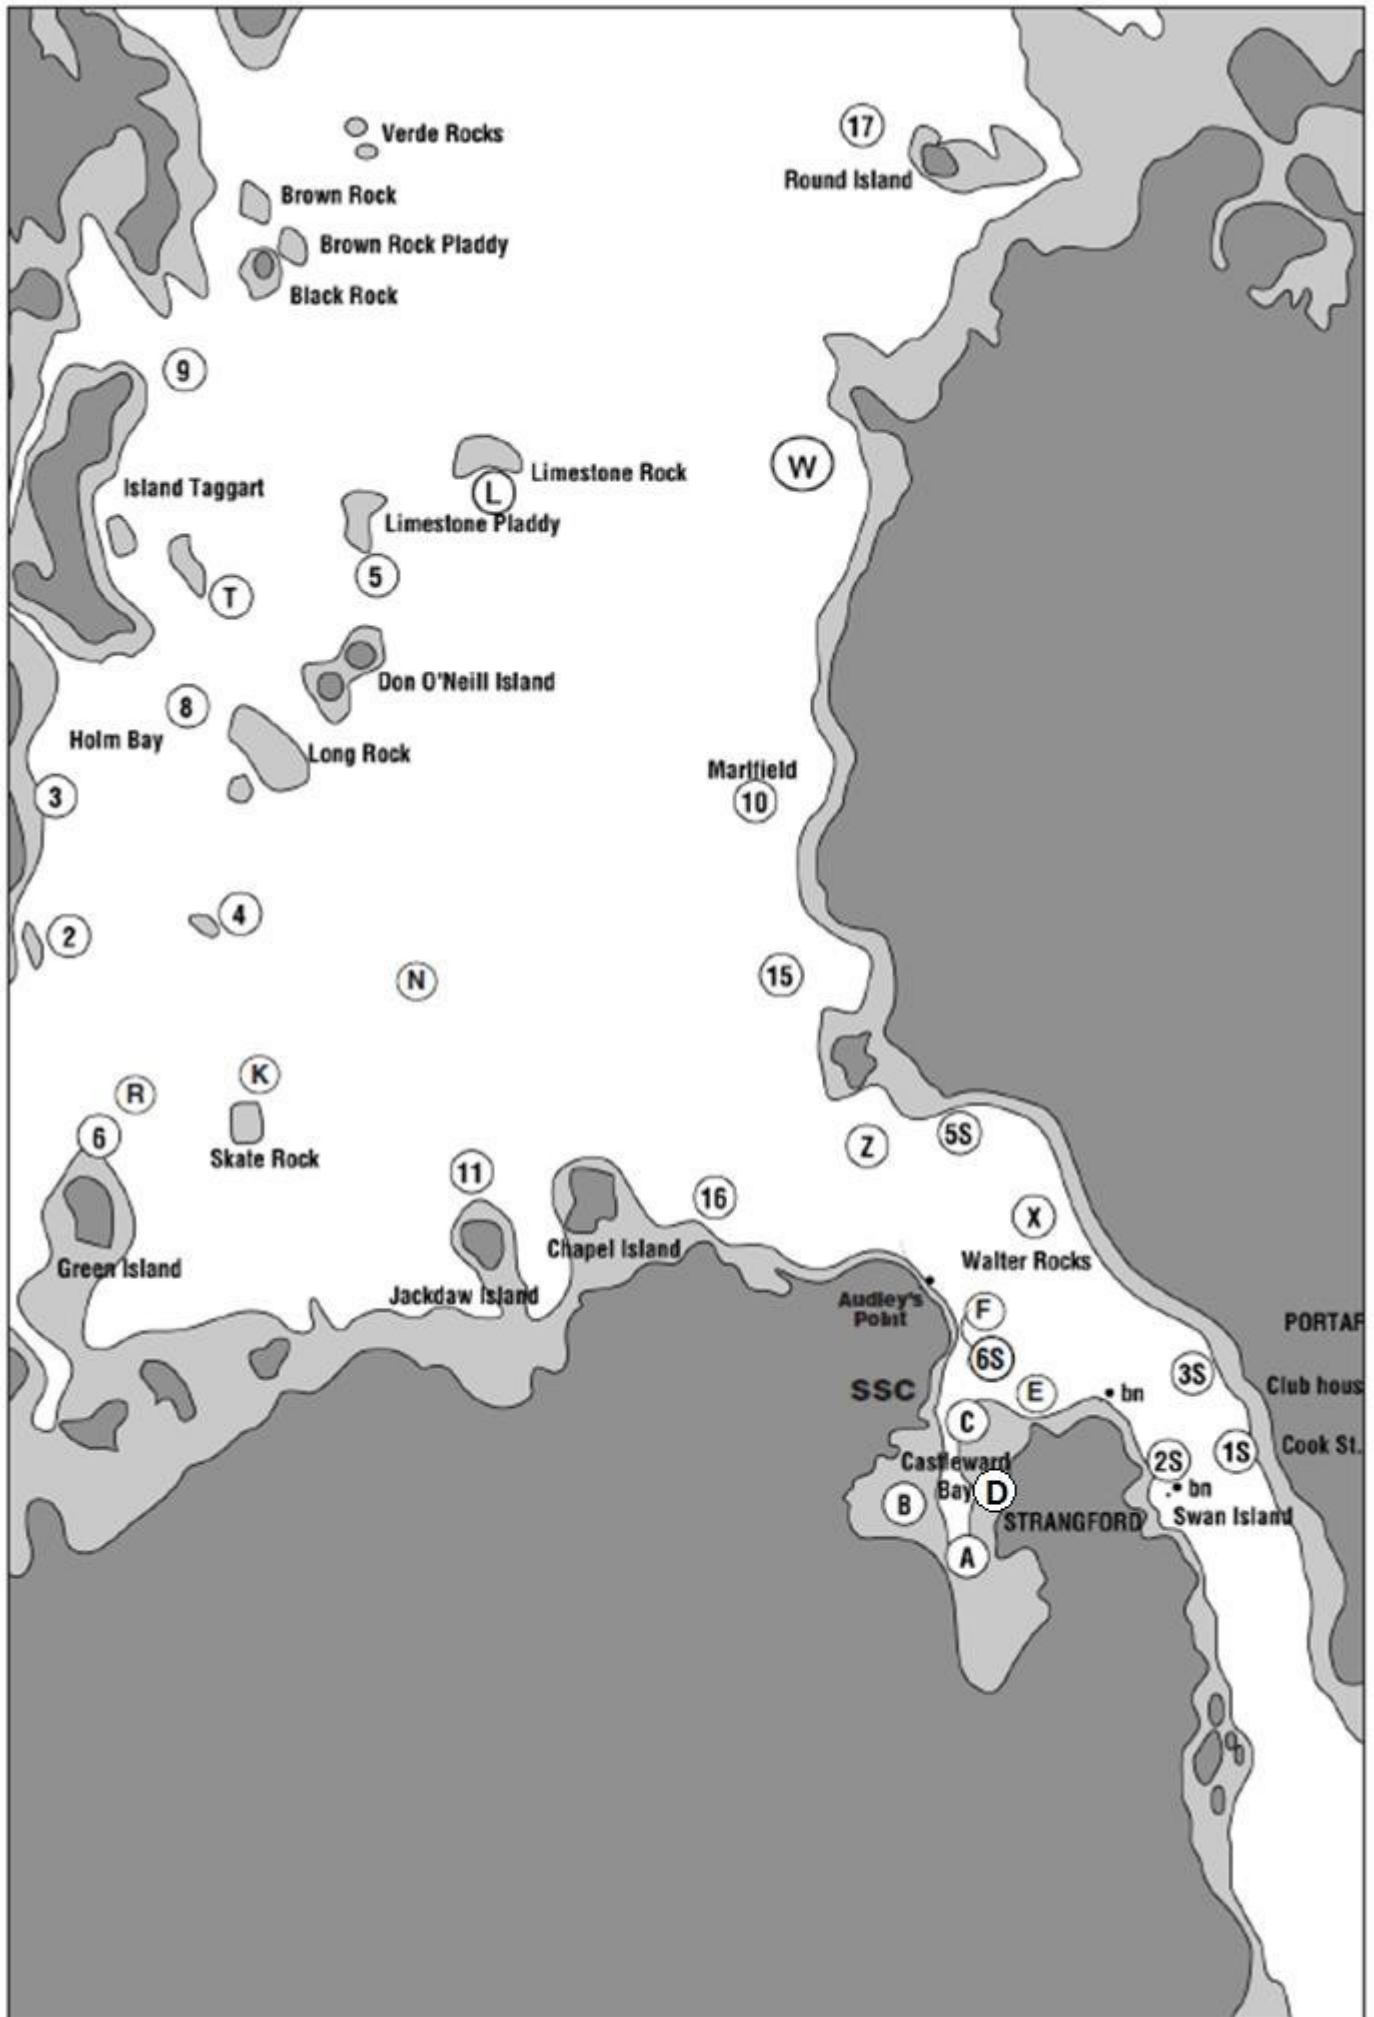 17
Verde Rocks
Round Island
Brown Rock
Brown Rock Pladdy
Black Rock
9
W
Limestone Rock
Island Taggart
L
Limestone Pladdy
5
T
Don O'Neill Island
8
Holm Bay
Long Rock
Marlfield
3
10
4
2
15
N
K
R
6
5S
Z
Skate Rock
11
16
X
Chapel Island
Walter Rocks
Green Island
Jackdaw Island
Audley's
Point
F
PORTAF
6S
3S
SSC
E
bn
Club hous
C
Cook St.
1S
2S
Castleward
Bay
D
bn
B
Swan Island
STRANGFORD
A